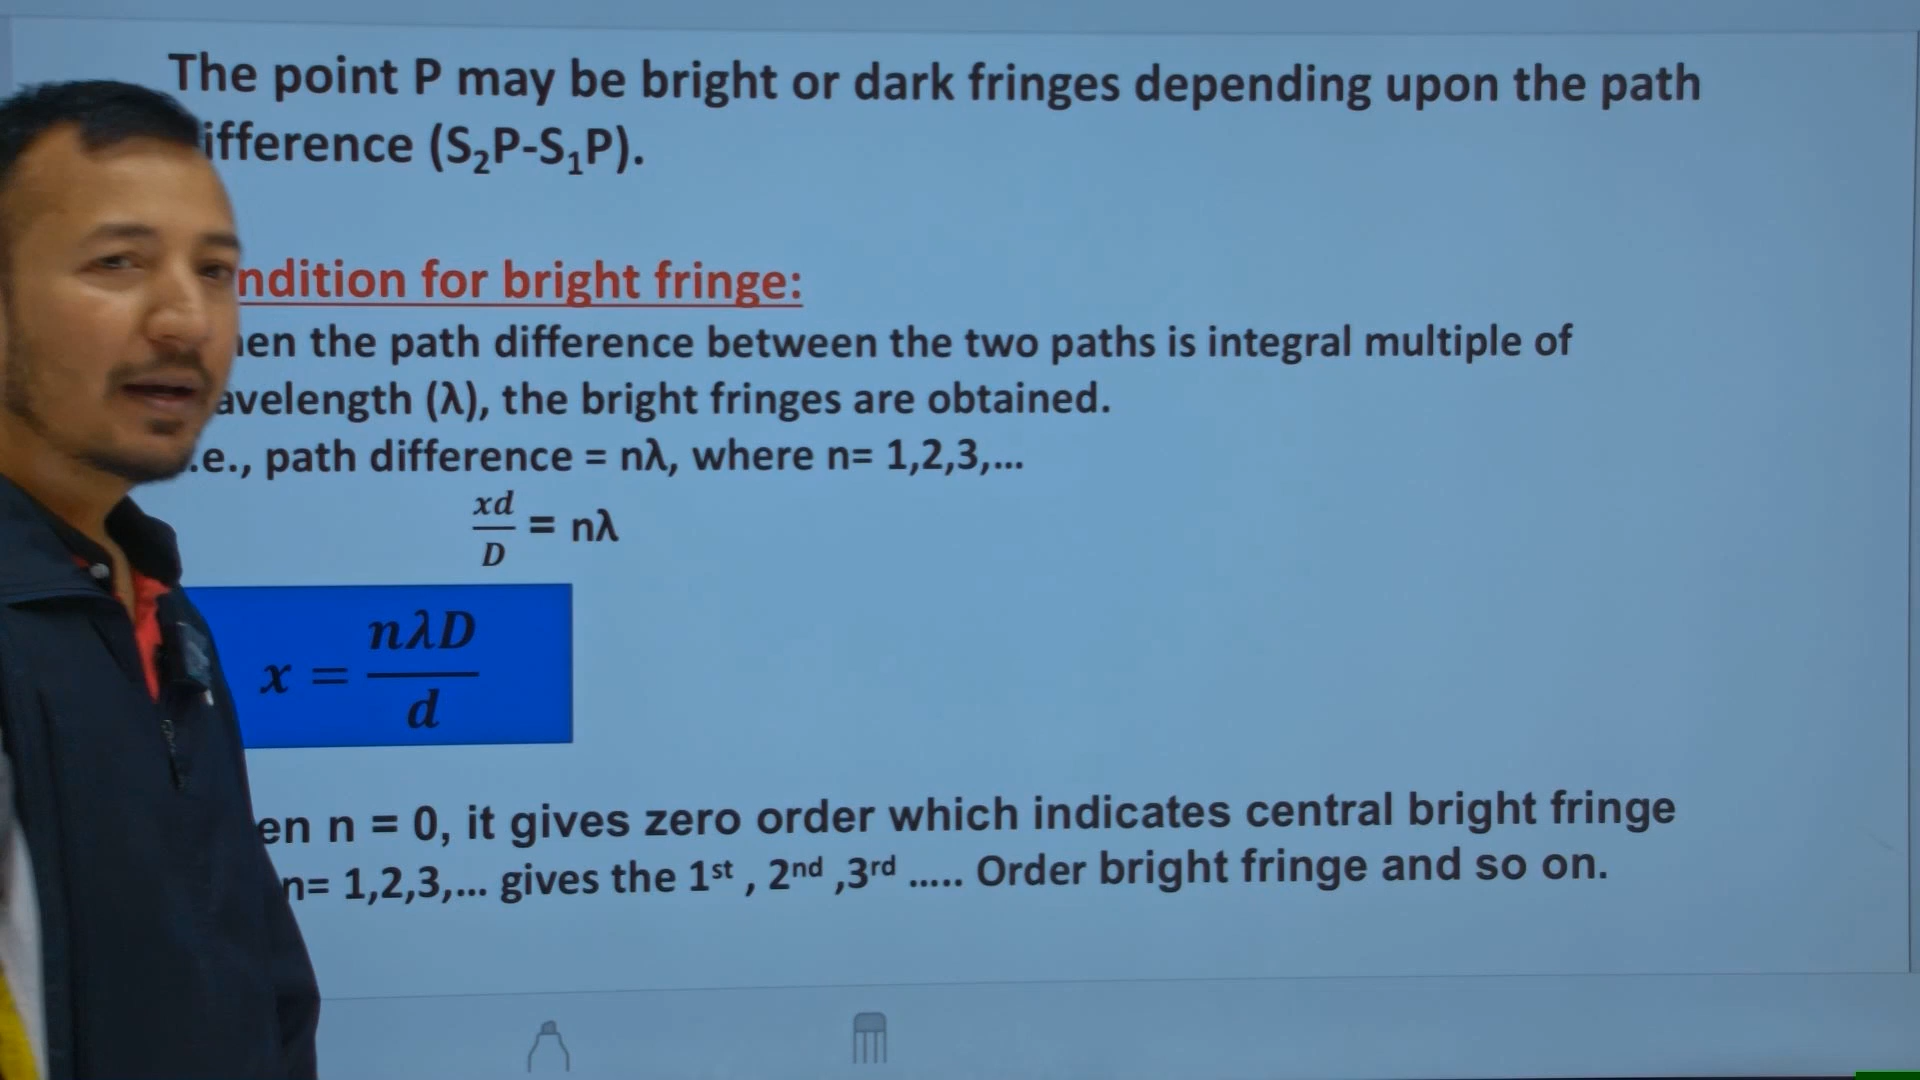 The point P may be bright or dark fringes depending upon the path
ifference (S₂P-S₁P).
ndition for bright fringe:
en the path difference between the two paths is integral multiple of
avelength (λ), the bright fringes are obtained.
.e., path difference = nλ, where n= 1,2,3,...
xd/D = nλ
x = nλD/d
en n = 0, it gives zero order which indicates central bright fringe
n= 1,2,3,... gives the 1st , 2nd ,3rd ..... Order bright fringe and so on.